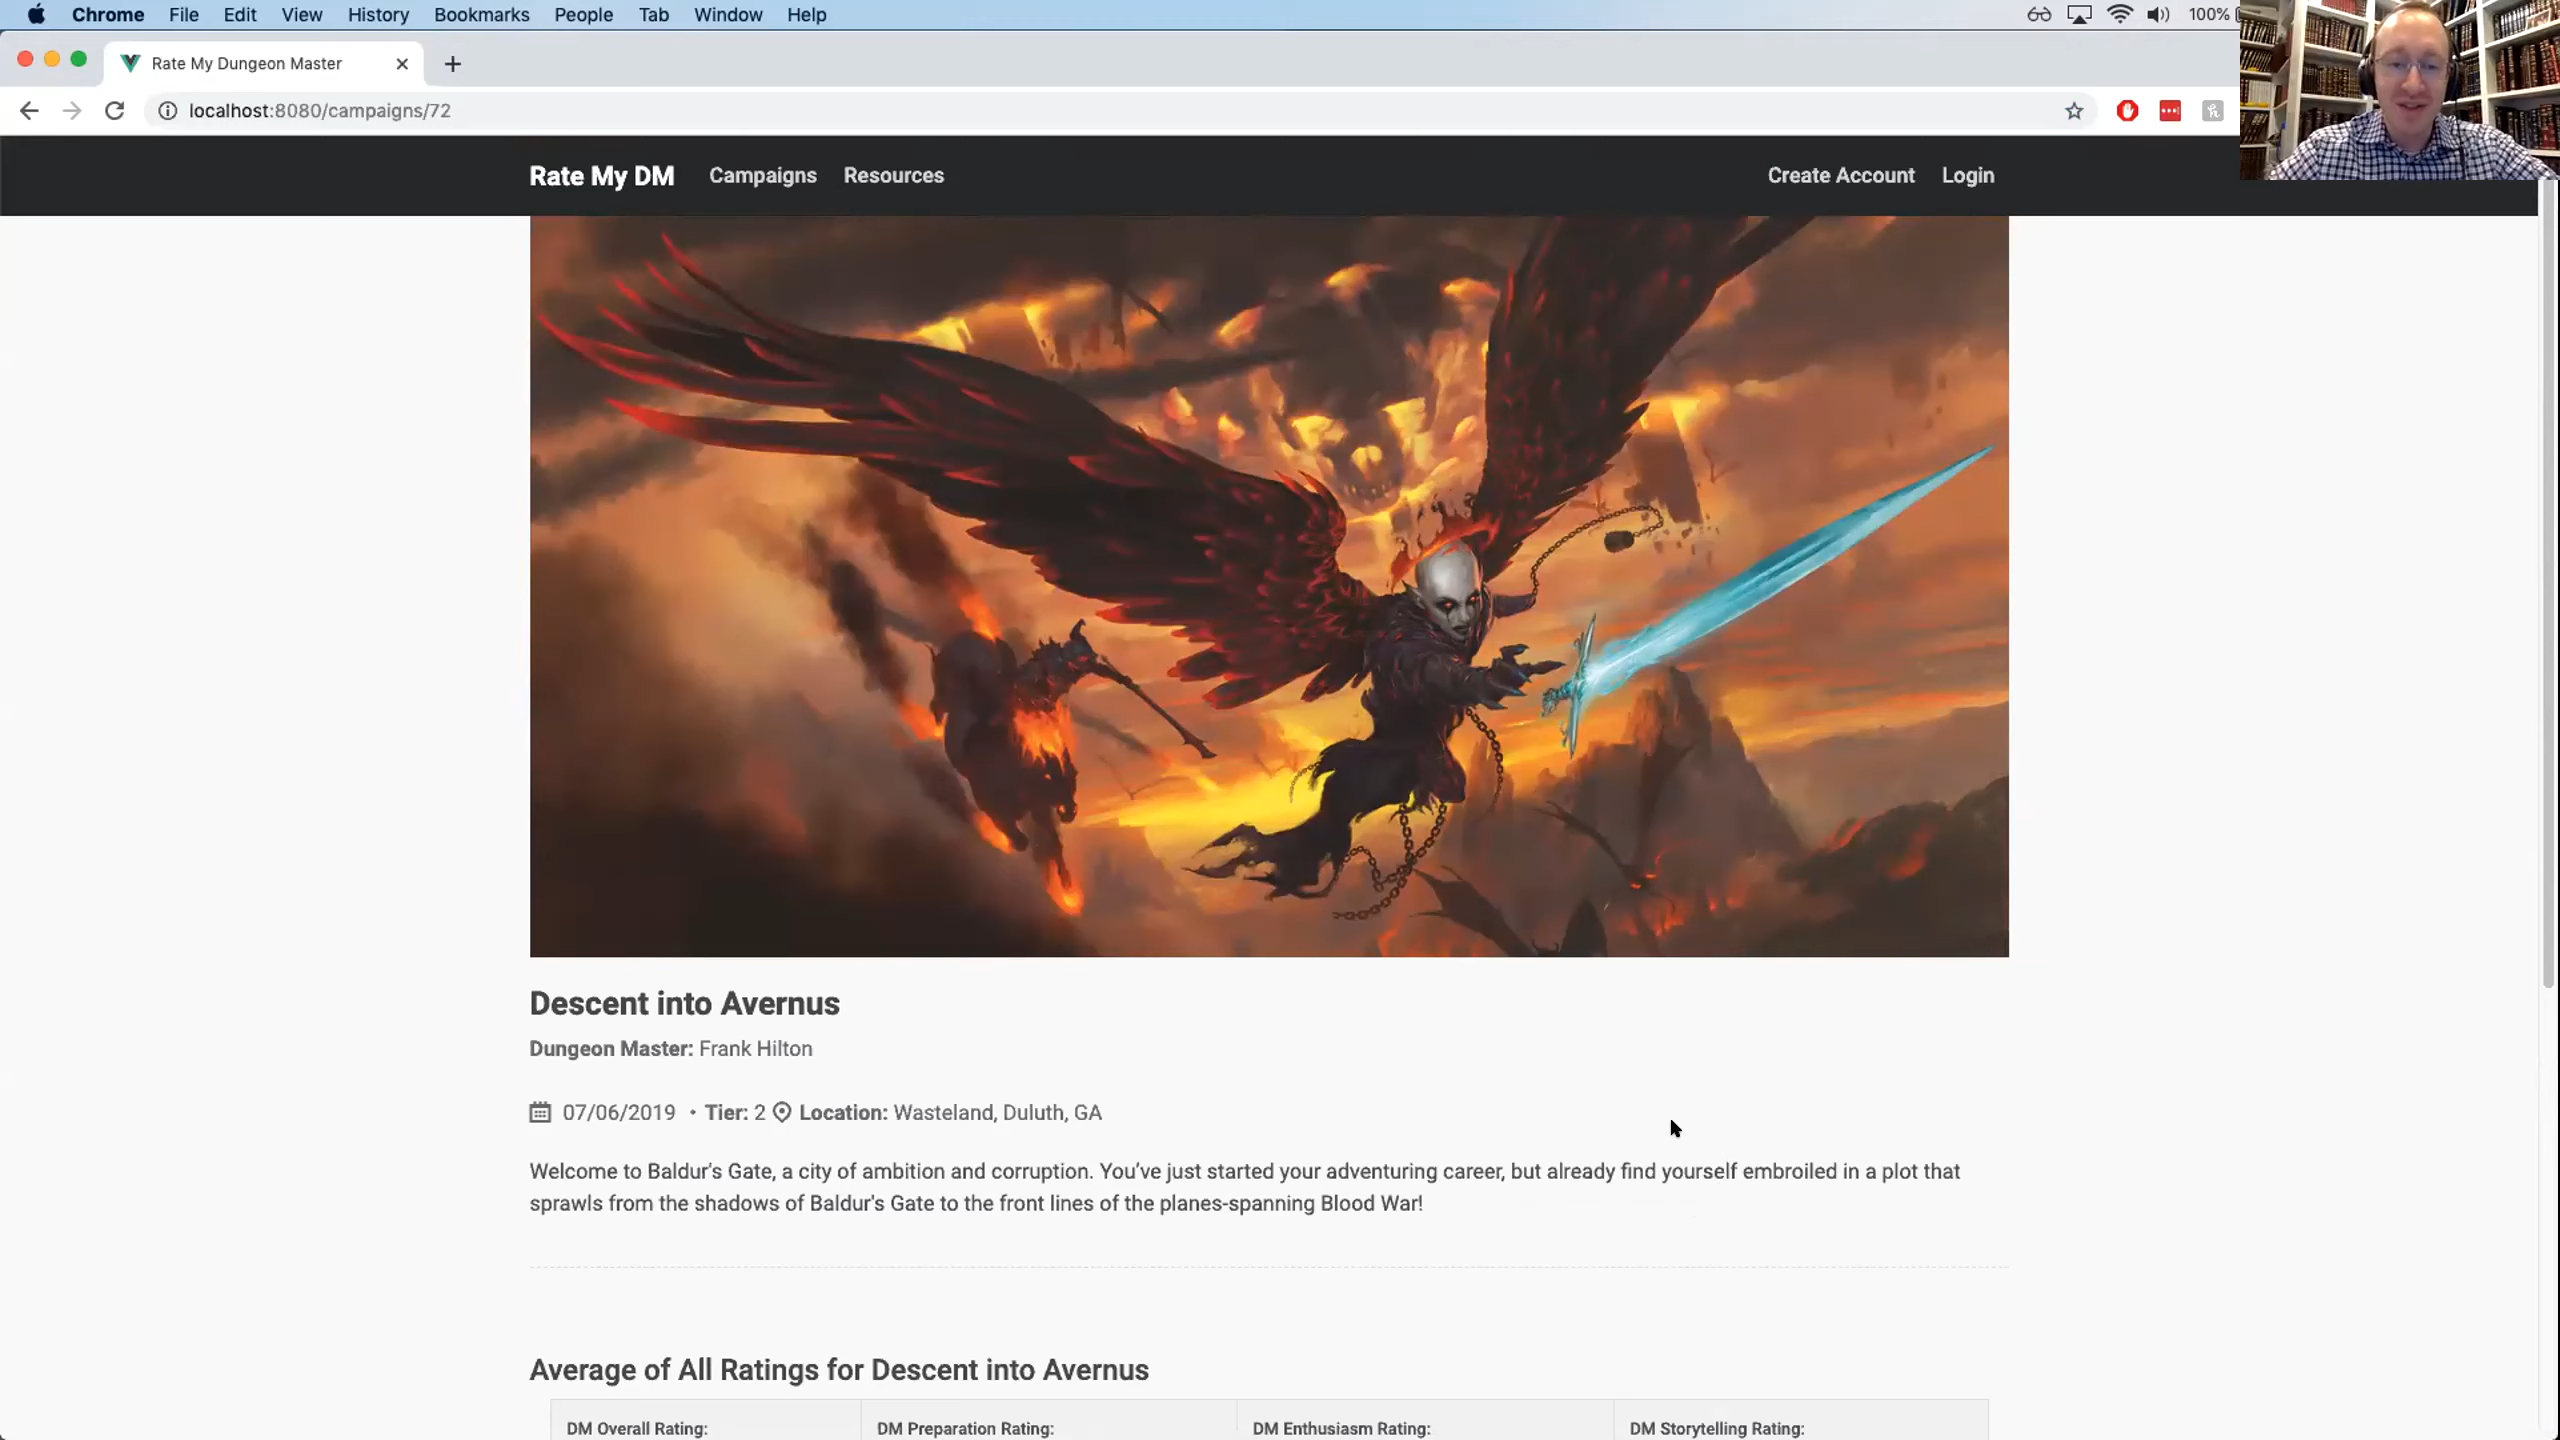 Chrome File Edit View History Bookmarks People Tab Window Help 100%
Rate My Dungeon Master
localhost:8080/campaigns/72
Rate My DM Campaigns Resources Create Account Login
Descent into Avernus
Dungeon Master: Frank Hilton
07/06/2019 • Tier: 2 Location: Wasteland, Duluth, GA
Welcome to Baldur's Gate, a city of ambition and corruption. You’ve just started your adventuring career, but already find yourself embroiled in a plot that
sprawls from the shadows of Baldur's Gate to the front lines of the planes-spanning Blood War!
Average of All Ratings for Descent into Avernus
DM Overall Rating: DM Preparation Rating: DM Enthusiasm Rating: DM Storytelling Rating: